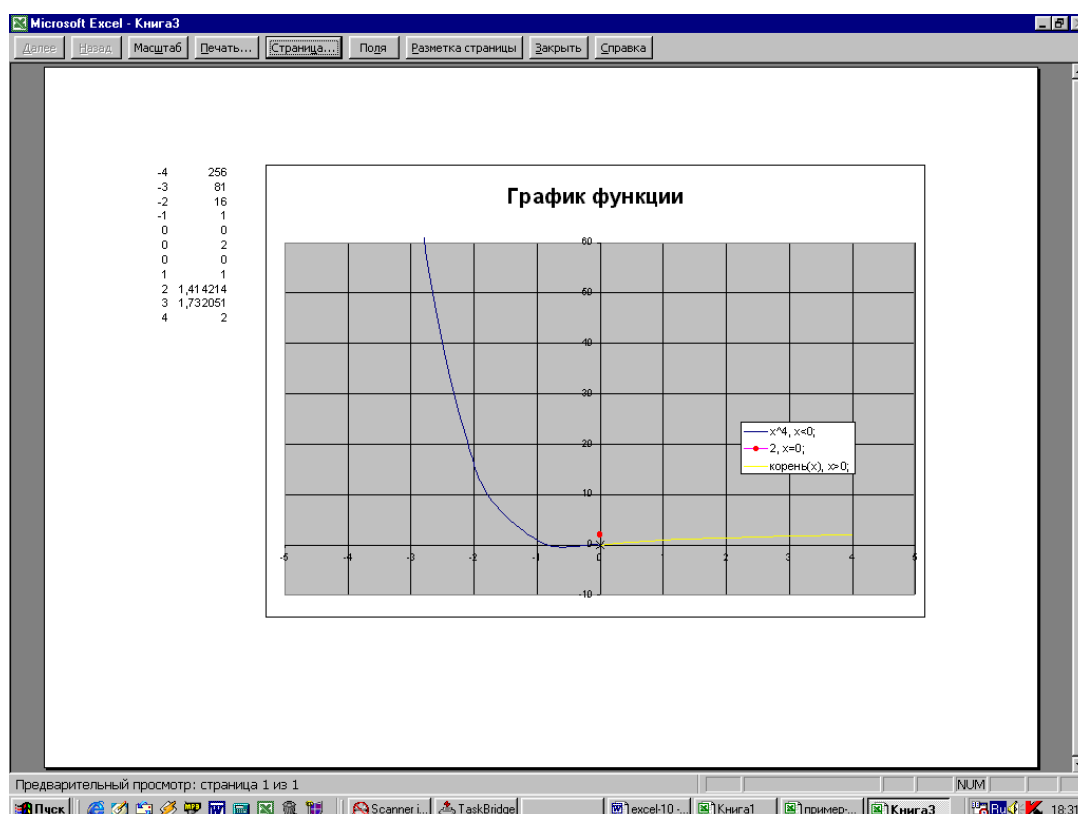 Microsoft Excel - Книга3
Далее Назад Масштаб Печать... Страница... Поля Разметка страницы Закрыть Справка
-4 256
-3 81
-2 16
-1 1
0 0
0 2
0 0
1 1
2 1,414214
3 1,732051
4 2
График функции
60
50
40
30
20
10
0
-10
-5 -4 -3 -2 -1 0 1 2 3 4 5
x^4, x<0;
2, x=0;
корень(x), x>0;
Предварительный просмотр: страница 1 из 1 NUM
Пуск Scanner i... TaskBridge excel-10 -... Книга1 пример-... Книга3 Ru 18:31